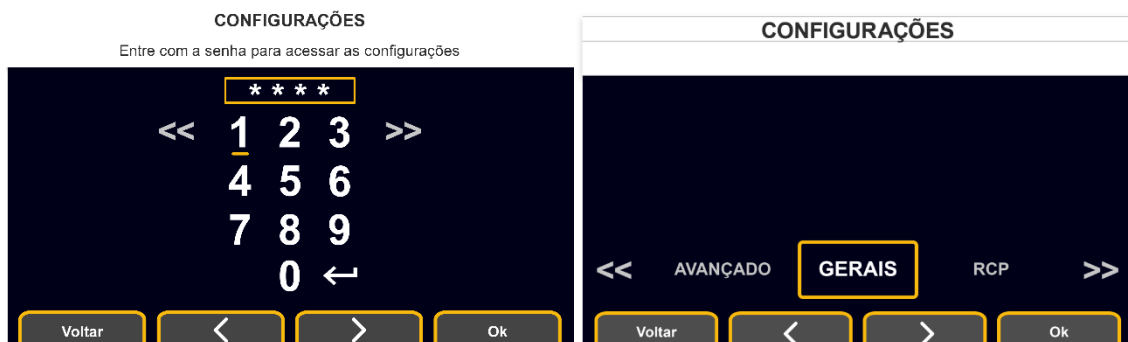 CONFIGURAÇÕES
Entre com a senha para acessar as configurações
* * * *
<< 1 2 3 >>
4 5 6
7 8 9
0 ↵
Voltar < > Ok
CONFIGURAÇÕES
<< AVANÇADO GERAIS RCP >>
Voltar < > Ok